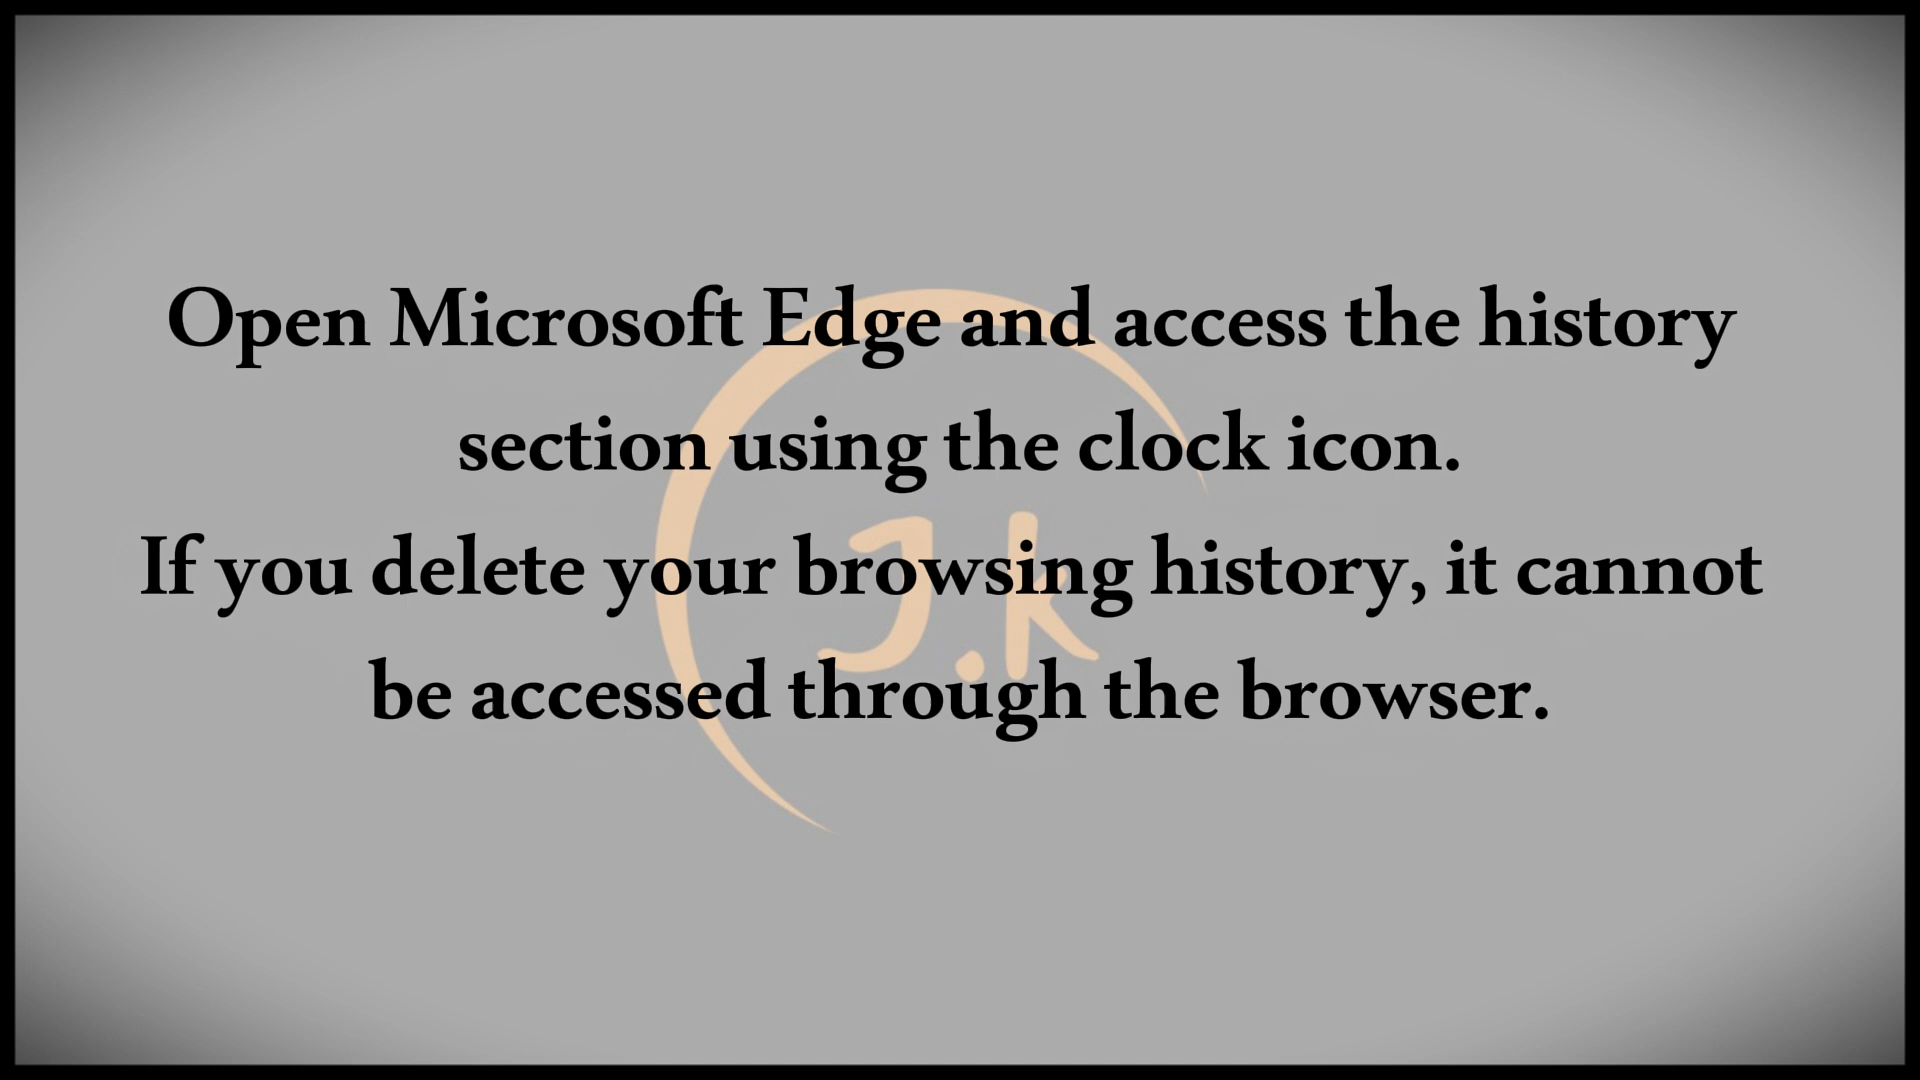 Open Microsoft Edge and access the history
section using the clock icon.
If you delete your browsing history, it cannot
be accessed through the browser.
J.k